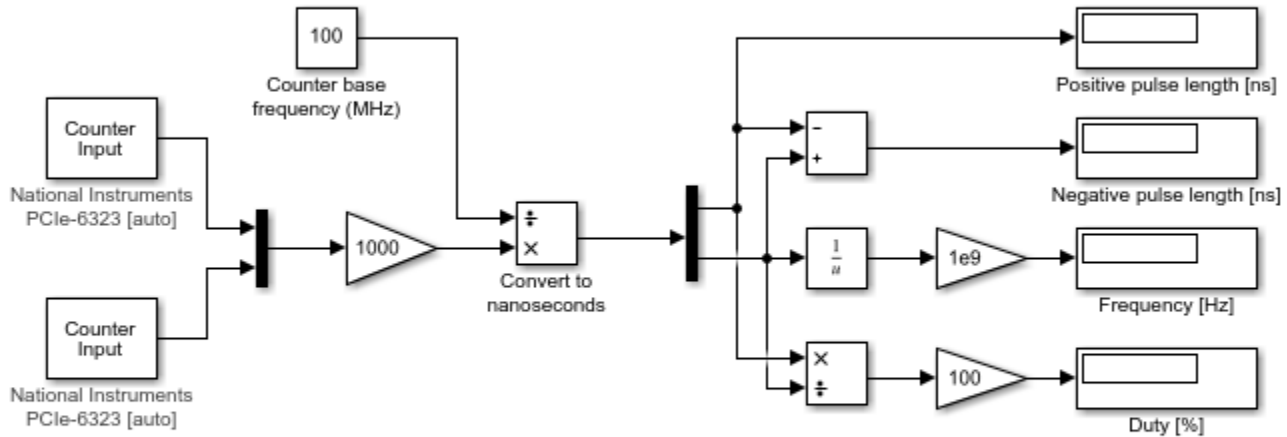 100
Counter base
frequency (MHz)
Counter
Input
National Instruments
PCIe-6323 [auto]
Counter
Input
National Instruments
PCIe-6323 [auto]
1000
÷
×
Convert to
nanoseconds
Positive pulse length [ns]
−
+
Negative pulse length [ns]
1
u
1e9
Frequency [Hz]
×
÷
100
Duty [%]